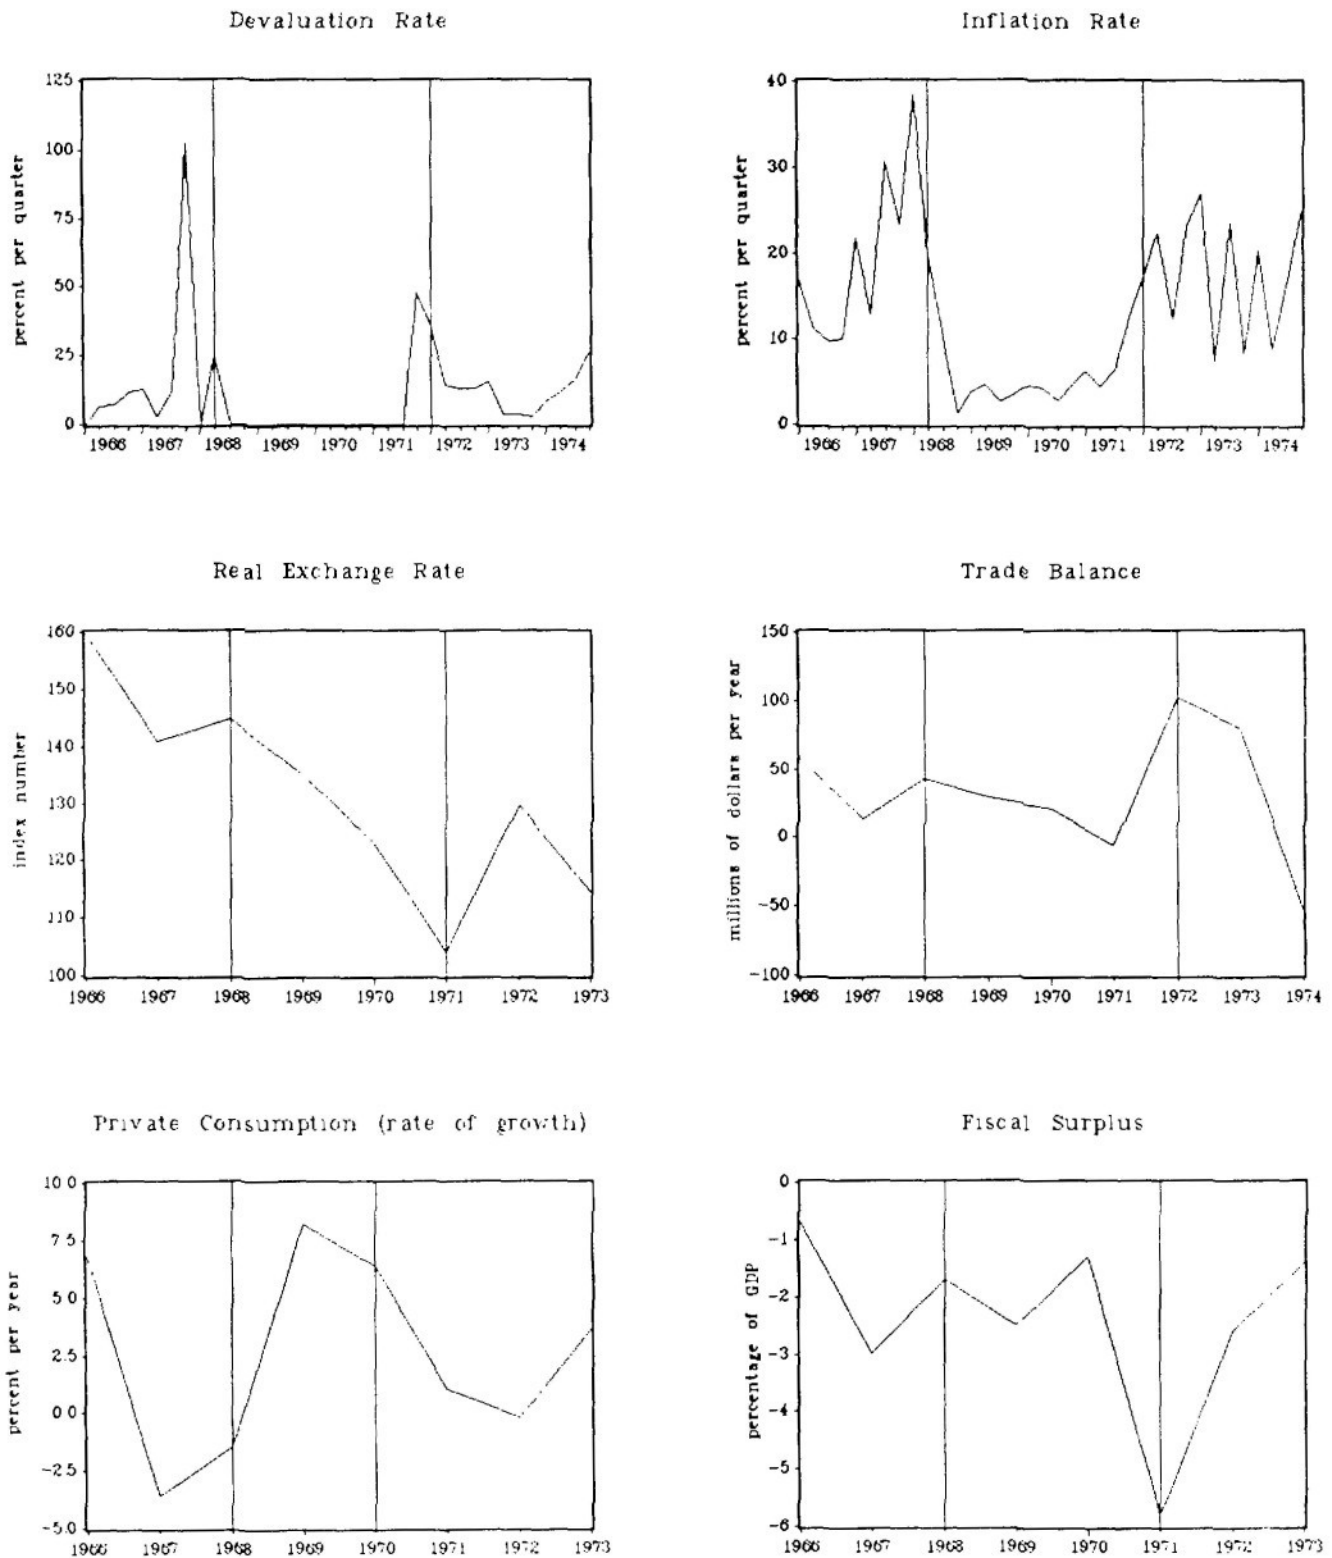 Devaluation Rate
percent per quarter
125
100
75
50
25
0
1966 1967 1968 1969 1970 1971 1972 1973 1974
Inflation Rate
percent per quarter
40
30
20
10
0
1966 1967 1968 1969 1970 1971 1972 1973 1974
Real Exchange Rate
index number
160
150
140
130
120
110
100
1966 1967 1968 1969 1970 1971 1972 1973
Trade Balance
millions of dollars per year
150
100
50
0
-50
-100
1966 1967 1968 1969 1970 1971 1972 1973 1974
Private Consumption (rate of growth)
percent per year
10 0
7 5
5 0
2.5
0 0
-2.5
-5.0
1966 1967 1968 1969 1970 1971 1972 1973
Fiscal Surplus
percentage of GDP
0
-1
-2
-3
-4
-5
-6
1966 1967 1968 1969 1970 1971 1972 1973